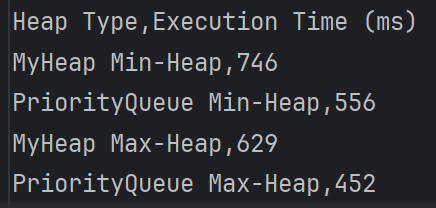 Heap Type,Execution Time (ms)
MyHeap Min-Heap,746
PriorityQueue Min-Heap,556
MyHeap Max-Heap,629
PriorityQueue Max-Heap,452